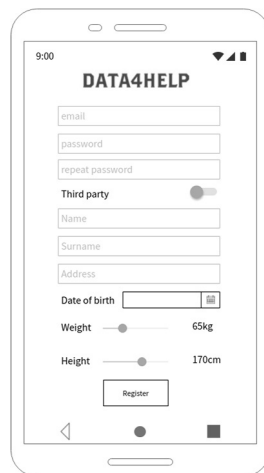 9:00
DATA4HELP
email
password
repeat password
Third party
Name
Surname
Address
Date of birth
Weight 65kg
Height 170cm
Register